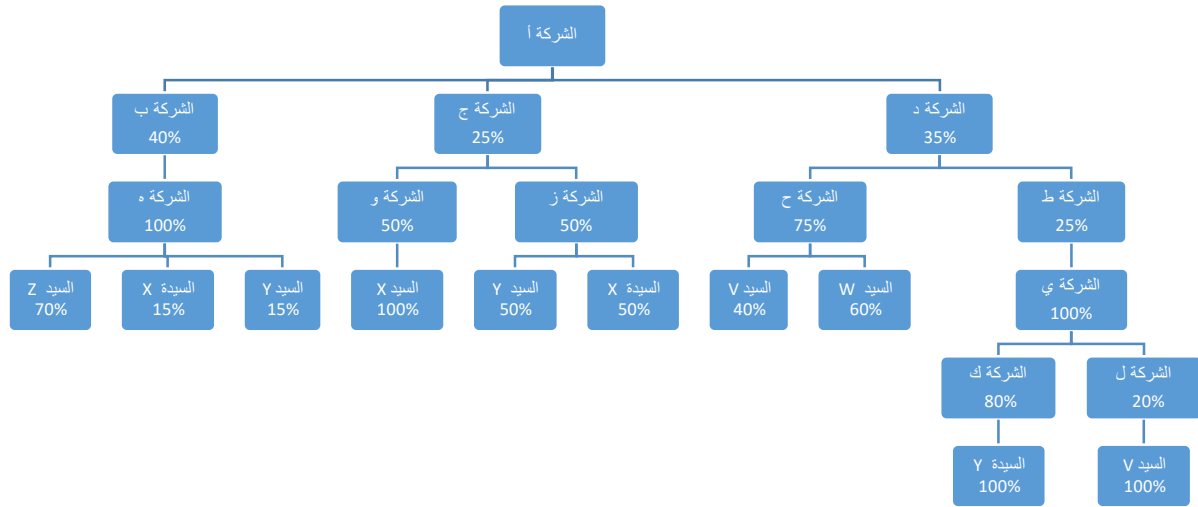 الشركة أ
الشركة ب
40%
الشركة ج
25%
الشركة د
35%
الشركة ه
100%
الشركة و
50%
الشركة ز
50%
الشركة ح
75%
الشركة ط
25%
السيد Z
70%
السيدة X
15%
السيد Y
15%
السيد X
100%
السيد Y
50%
السيدة X
50%
السيد V
40%
السيد W
60%
الشركة ي
100%
الشركة ك
80%
الشركة ل
20%
السيدة Y
100%
السيد V
100%